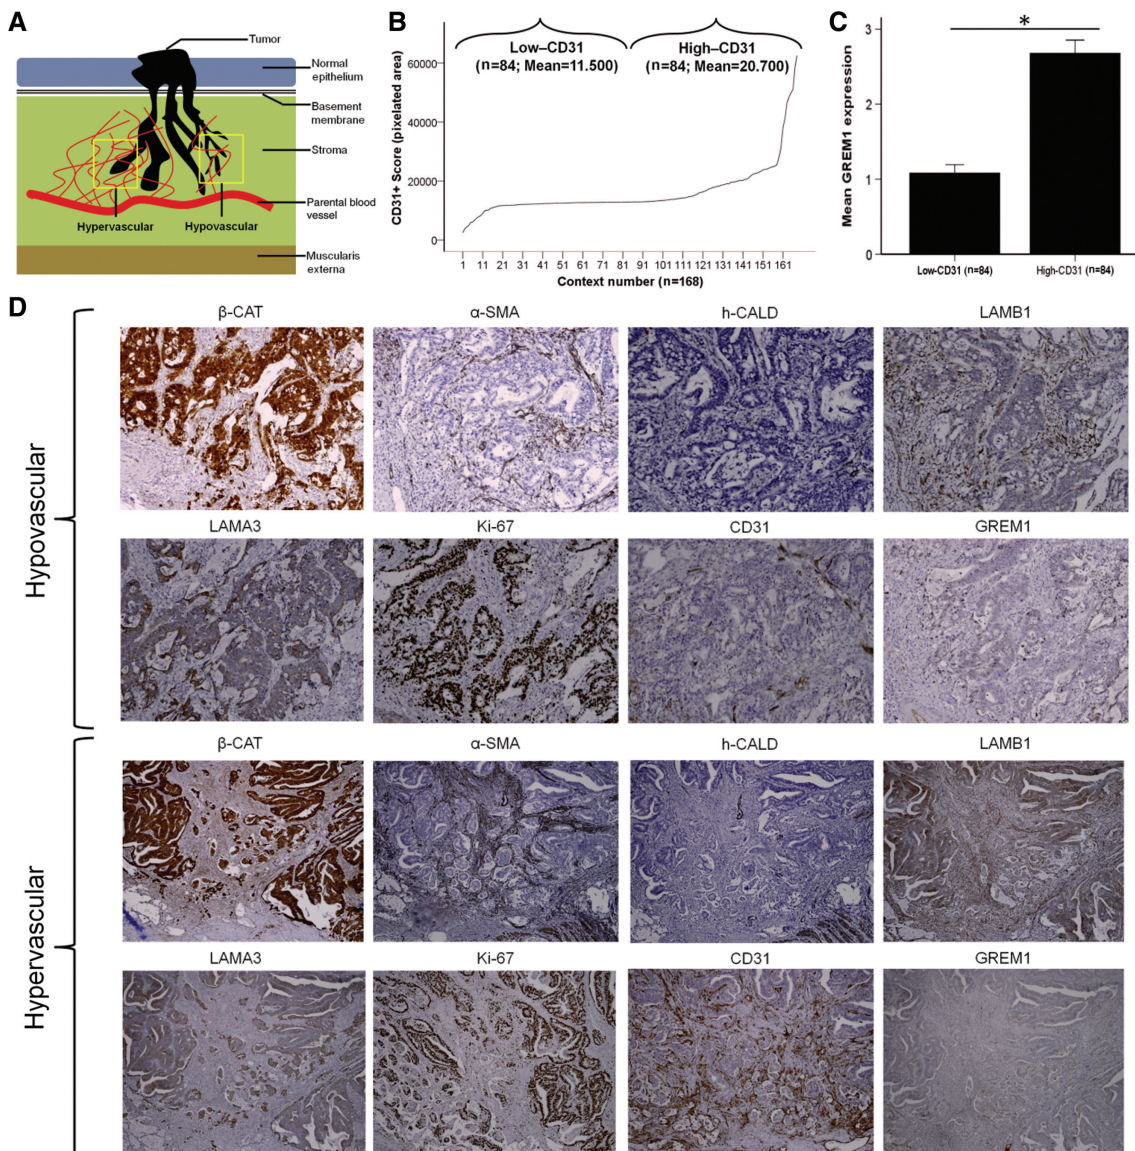 A
Tumor
Normal
epithelium
Basement
membrane
Stroma
Parental blood
vessel
Hypervascular
Hypovascular
Muscularis
externa
B
Low–CD31
(n=84; Mean=11.500)
High–CD31
(n=84; Mean=20.700)
CD31+ Score (pixelated area)
60000
40000
20000
0
1 11 21 31 41 51 61 71 81 91 101 111 121 131 141 151 161
Context number (n=168)
C
*
Mean GREM1 expression
3
2
1
0
Low-CD31 (n=84)
High-CD31 (n=84)
D
Hypovascular
β-CAT
α-SMA
h-CALD
LAMB1
LAMA3
Ki-67
CD31
GREM1
Hypervascular
β-CAT
α-SMA
h-CALD
LAMB1
LAMA3
Ki-67
CD31
GREM1